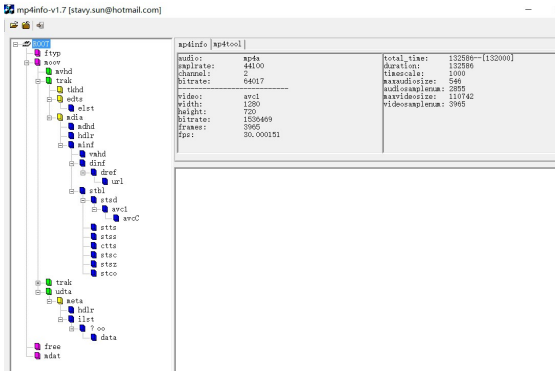 mp4info-v1.7 [stavy.sun@hotmail.com]
ROOT
ftyp
moov
mvhd
trak
tkhd
edts
elst
mdia
mdhd
hdlr
minf
vmhd
dinf
dref
url
stbl
stsd
avc1
avcC
stts
stss
ctts
stsc
stsz
stco
trak
udta
meta
hdlr
ilst
?oo
data
free
mdat
mp4info mp4tool
audio: mp4a
smplrate: 44100
channel: 2
bitrate: 64017
------------------------
video: avc1
width: 1280
height: 720
bitrate: 1536469
frames: 3965
fps: 30.000151
total_time: 132586--[132000]
duration: 132586
timescale: 1000
maxaudiosize: 546
audiosamplenum: 2855
maxvideosize: 110742
videosamplenum: 3965